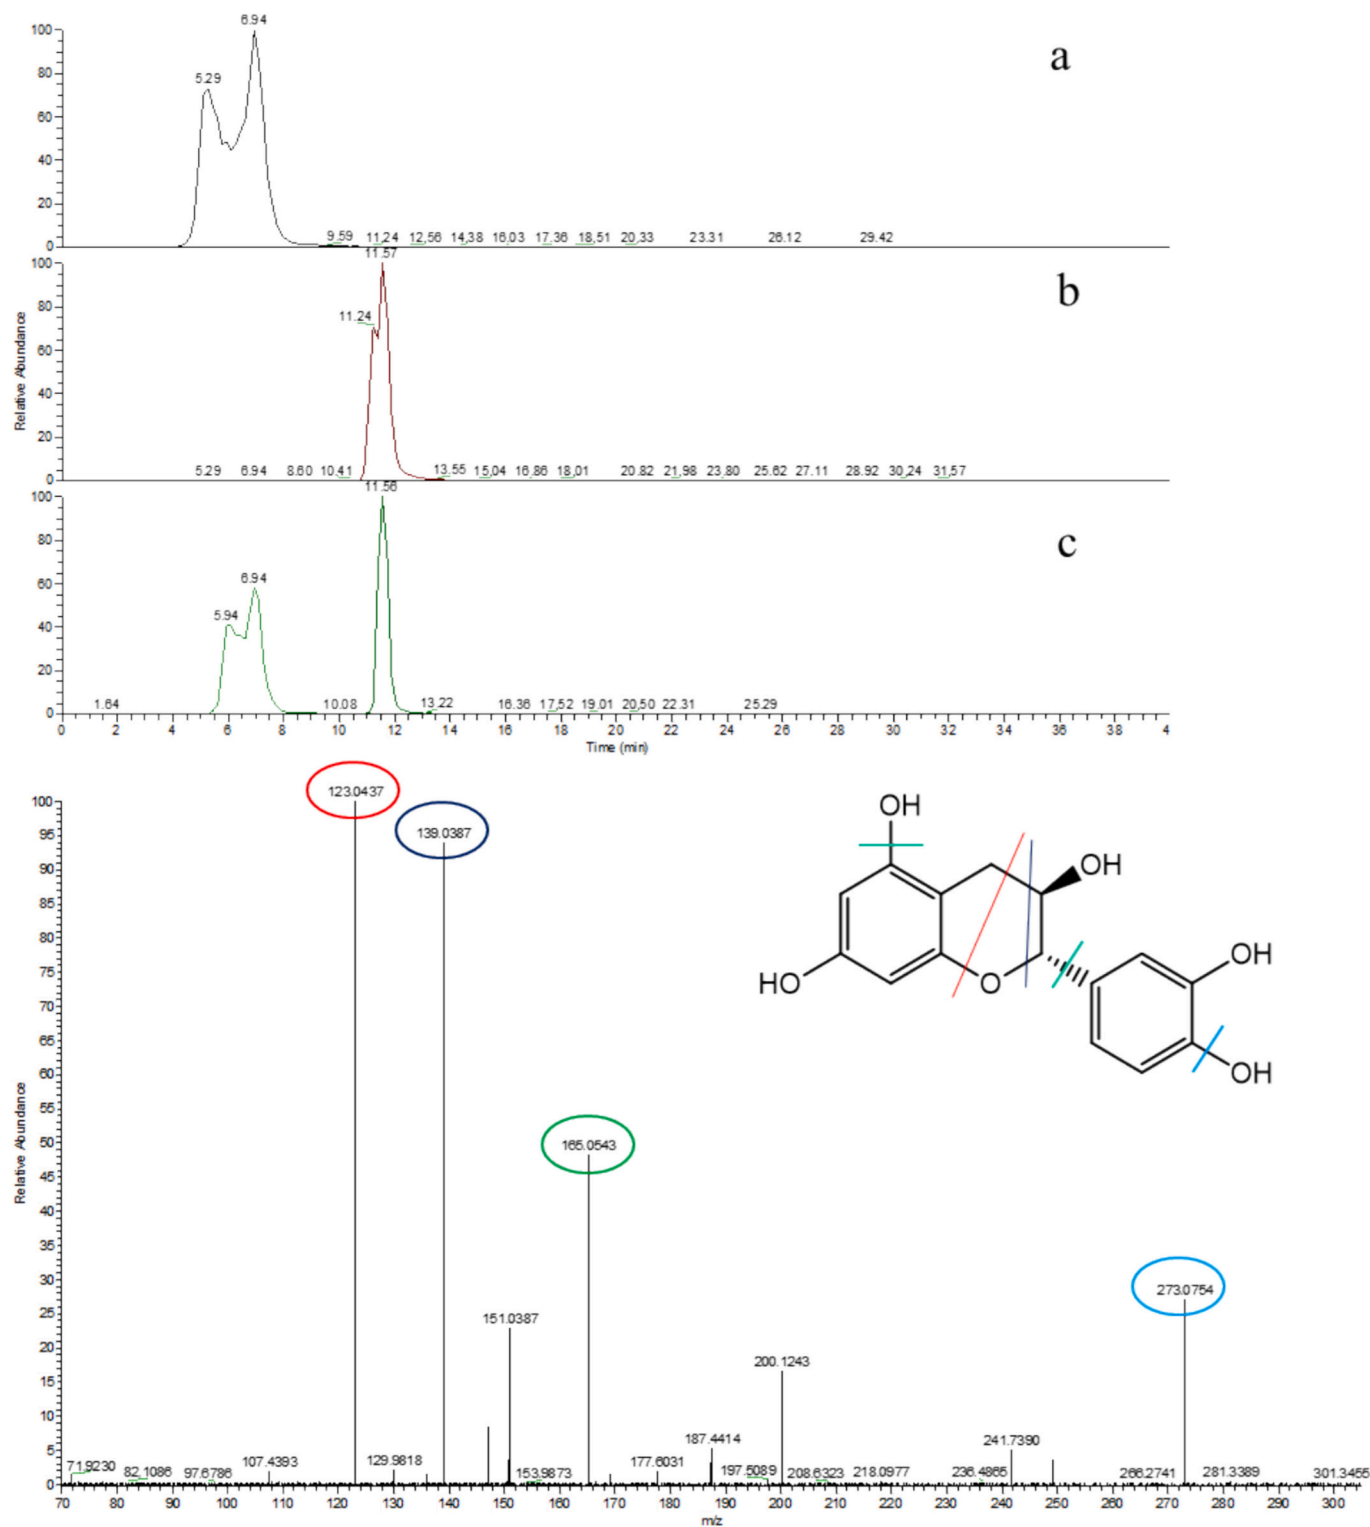 6.94
a
100
5.29
80
60
40
20
9.59 11.24 12.56 14.38 16.03 17.36 18.51 20.33 23.31 26.12 29.42
0
11.57
100
b
11.24
80
60
40
20
5.29 6.94 8.60 10.41 13.55 15.04 16.86 18.01 20.82 21.98 23.80 25.62 27.11 28.92 30.24 31.57
0
Relative Abundance
11.56
100
c
80
6.94
60
5.94
40
20
1.64 10.08 13.22 16.36 17.52 19.01 20.50 22.31 25.29
0
0 2 4 6 8 10 12 14 16 18 20 22 24 26 28 30 32 34 36 38 4
Time (min)
123.0437
100
139.0387
95
90
85
80
75
70
65
60
55
165.0543
50
45
40
35
30
273.0754
25
151.0387
20
200.1243
15
10
187.4414
241.7390
5
71.9230 82.1086 97.6786 107.4393 129.9818 153.9873 177.6031 197.5089 208.6323 218.0977 236.4865 266.2741 281.3389 301.3455
0
Relative Abundance
70 80 90 100 110 120 130 140 150 160 170 180 190 200 210 220 230 240 250 260 270 280 290 300
m/z
OH
OH
HO
O
OH
OH